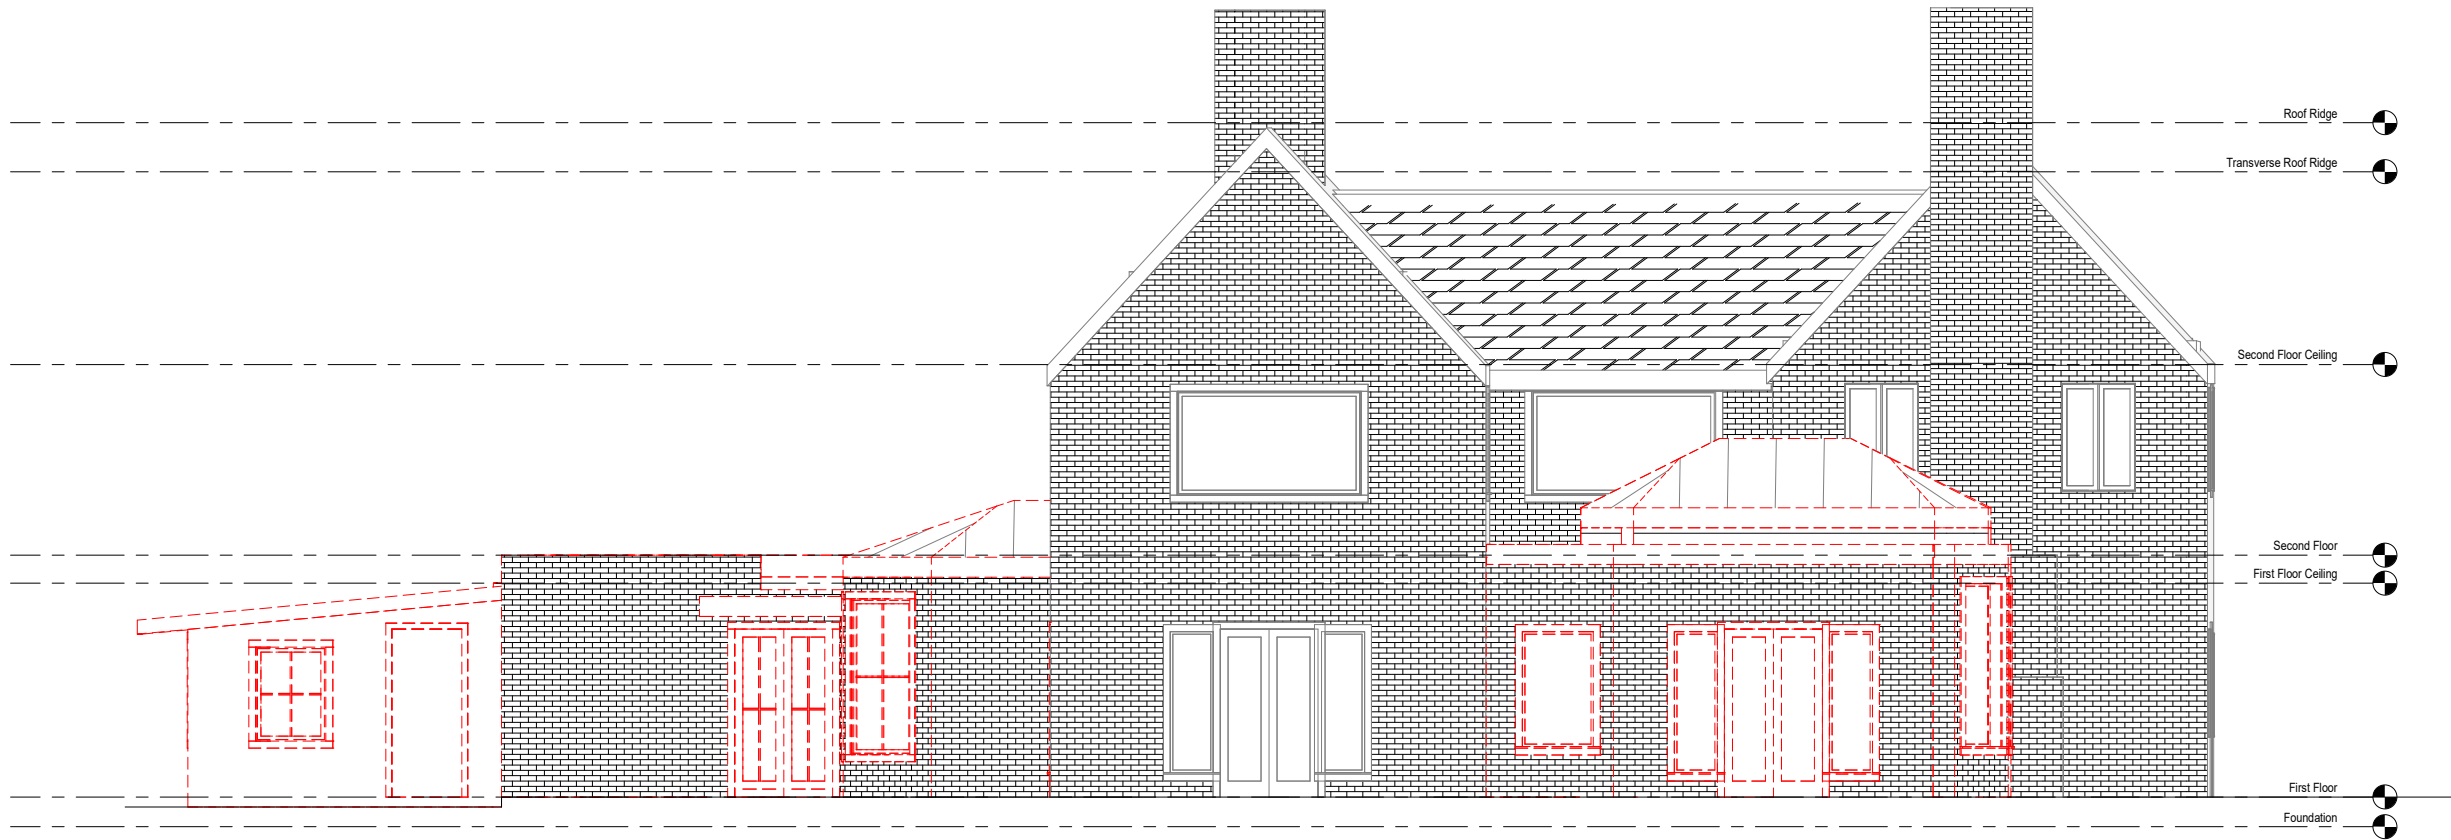 Roof Ridge
Transverse Roof Ridge
Second Floor Ceiling
Second Floor
First Floor Ceiling
First Floor
Foundation